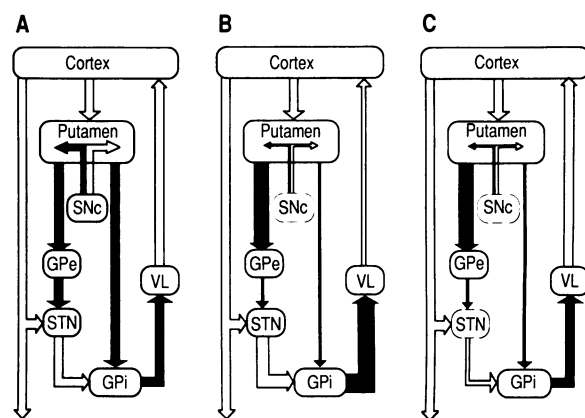 A
Cortex
Putamen
SNc
GPe
VL
STN
GPi
B
Cortex
Putamen
SNc
GPe
VL
STN
GPi
C
Cortex
Putamen
SNc
GPe
VL
STN
GPi